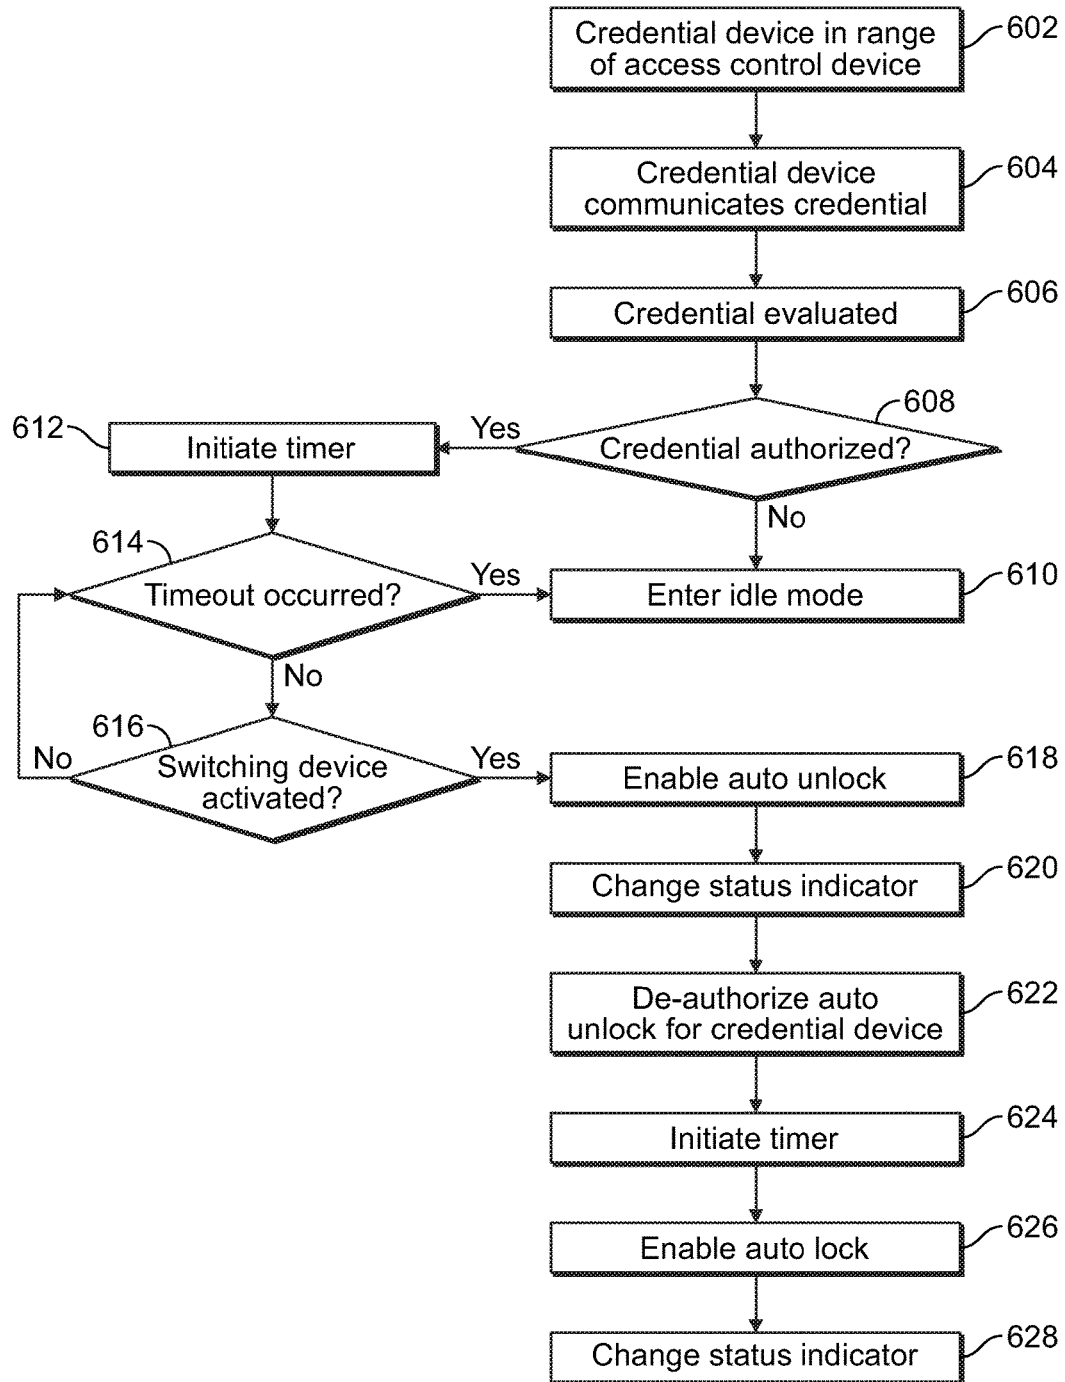 Credential device in range
of access control device
602
Credential device
communicates credential
604
Credential evaluated
606
608
Credential authorized?
Yes
No
612
Initiate timer
614
Timeout occurred?
Yes
No
Enter idle mode
610
616
Switching device
activated?
No
Yes
Enable auto unlock
618
Change status indicator
620
De-authorize auto
unlock for credential device
622
Initiate timer
624
Enable auto lock
626
Change status indicator
628